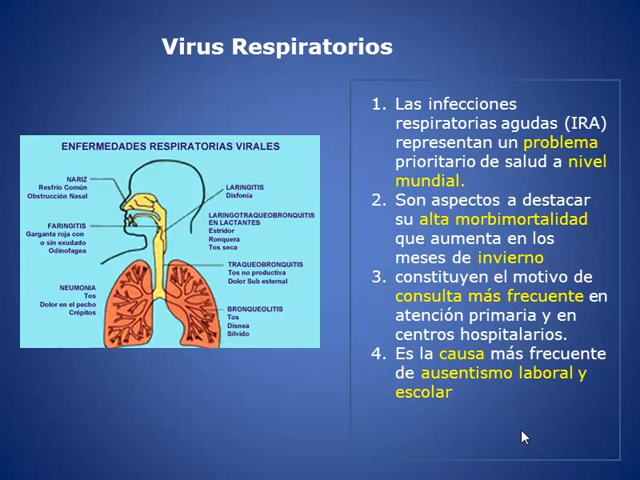 Virus Respiratorios
ENFERMEDADES RESPIRATORIAS VIRALES
NARIZ
Resfrio Común
Obstrucción Nasal
FARINGITIS
Garganta roja con
o sin exudado
Odinofagea
NEUMONIA
Tos
Dolor en el pecho
Crépitos
LARINGITIS
Disfonía
LARINGOTRAQUEOBRONQUITIS
EN LACTANTES
Estridor
Ronquera
Tos seca
TRAQUEOBRONQUITIS
Tos no productiva
Dolor Sub esternal
BRONQUEOLITIS
Tos
Disnea
Silvido
1. Las infecciones
respiratorias agudas (IRA)
representan un problema
prioritario de salud a nivel
mundial.
2. Son aspectos a destacar
su alta morbimortalidad
que aumenta en los
meses de invierno
3. constituyen el motivo de
consulta más frecuente en
atención primaria y en
centros hospitalarios.
4. Es la causa más frecuente
de ausentismo laboral y
escolar